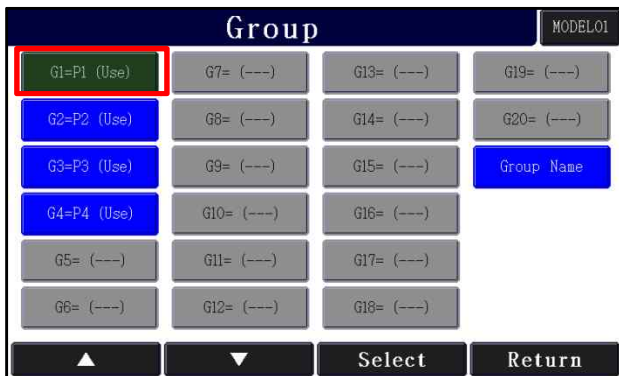 Group
MODEL01
G1=P1 (Use)
G2=P2 (Use)
G3=P3 (Use)
G4=P4 (Use)
G5= (---)
G6= (---)
G7= (---)
G8= (---)
G9= (---)
G10= (---)
G11= (---)
G12= (---)
G13= (---)
G14= (---)
G15= (---)
G16= (---)
G17= (---)
G18= (---)
G19= (---)
G20= (---)
Group Name
▲
▼
Select
Return